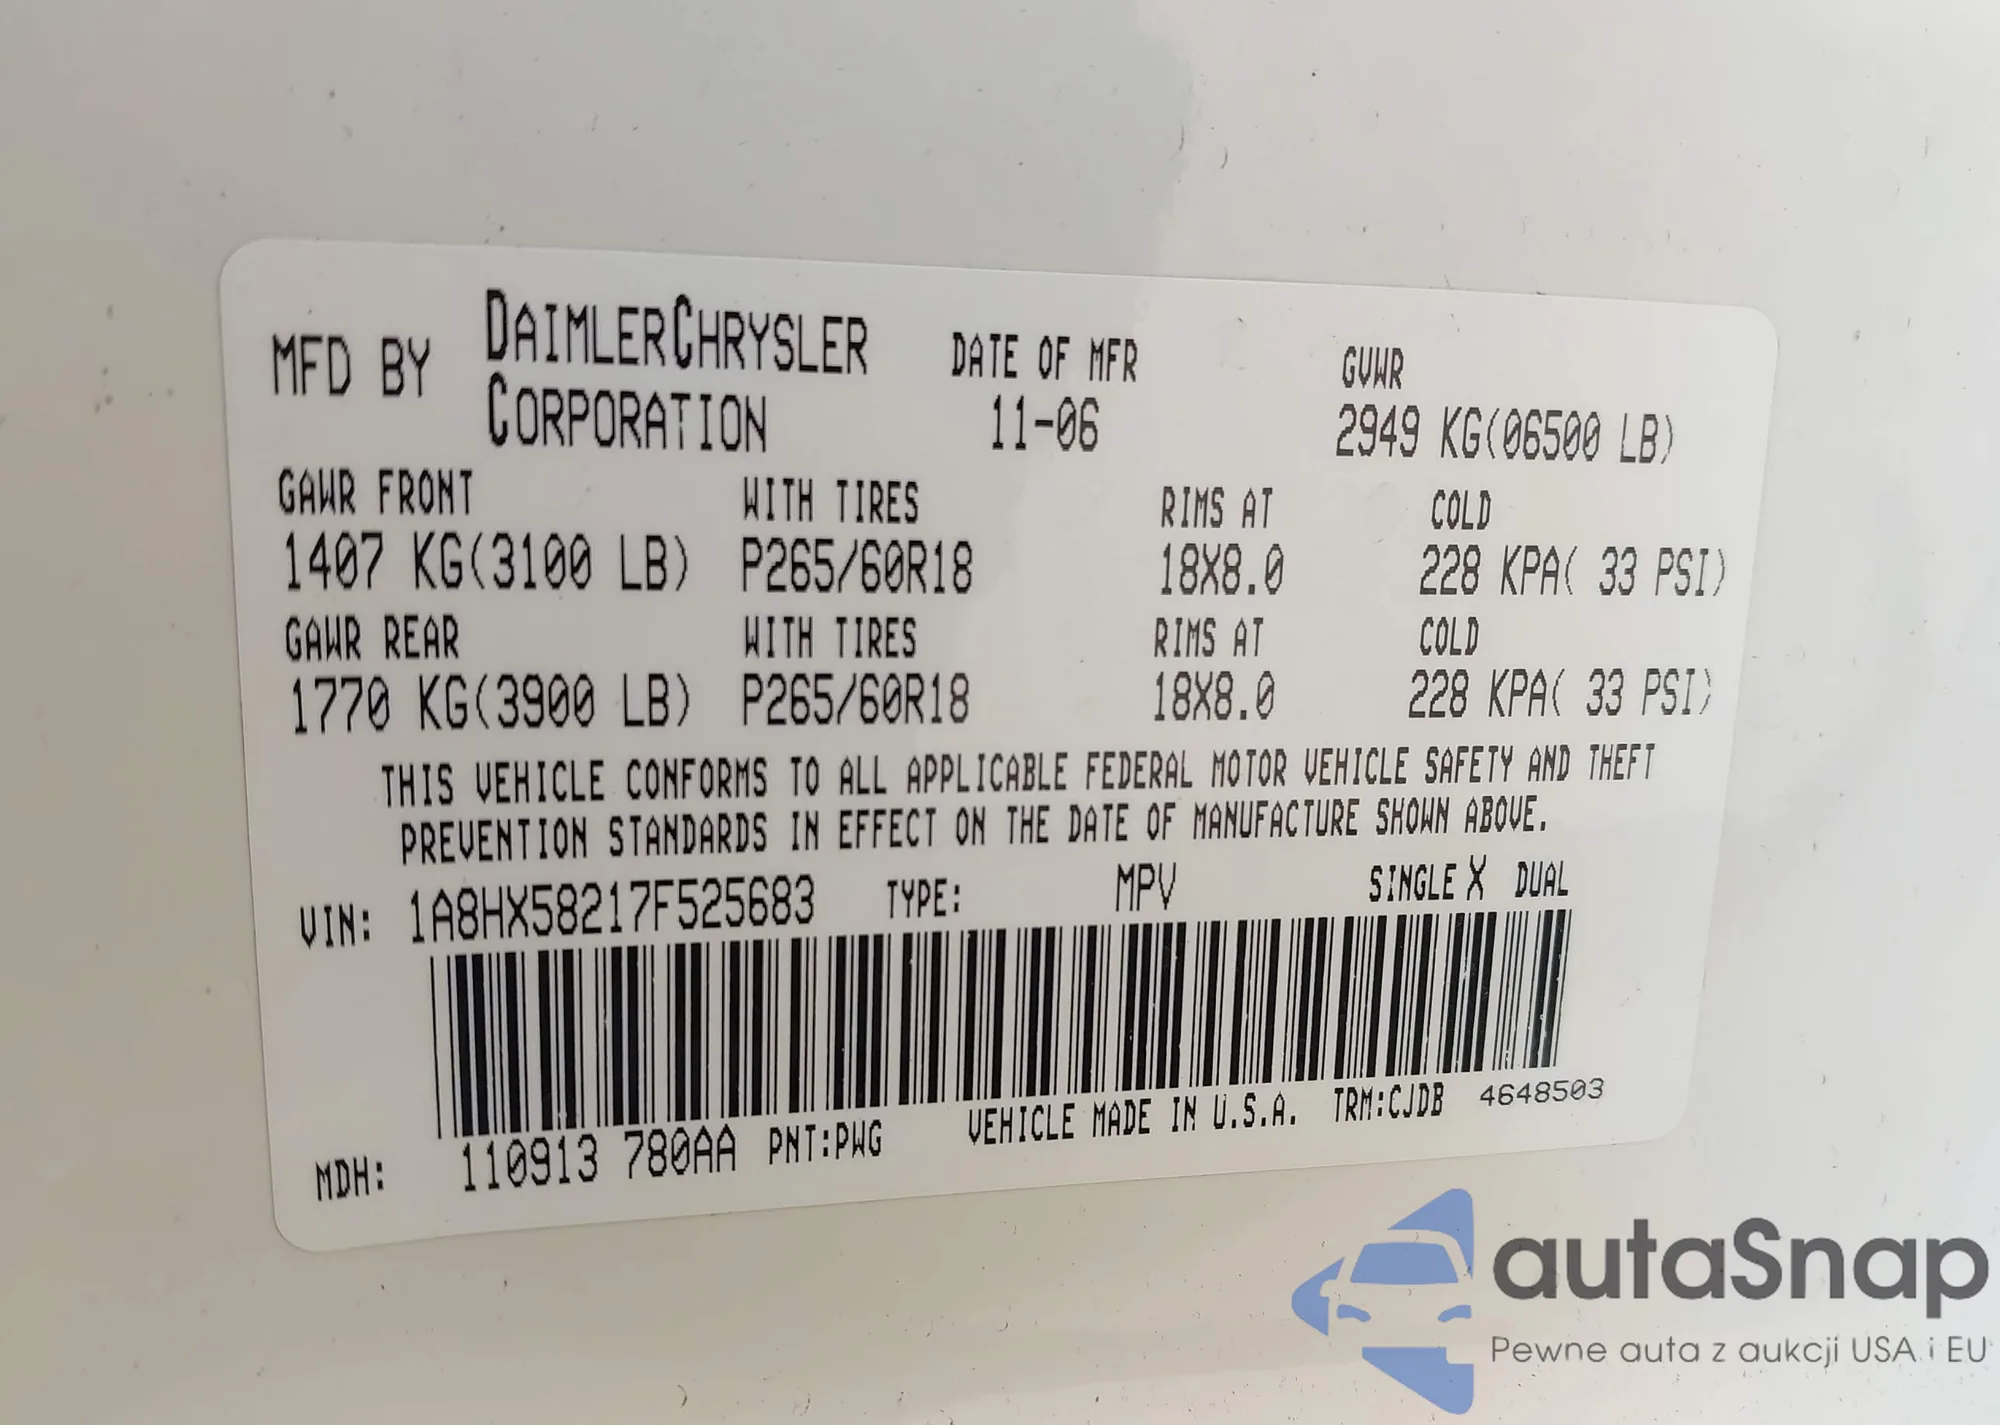 MFD BY DAIMLERCHRYSLER CORPORATION DATE OF MFR 11-06 GVWR 2949 KG(06500 LB)
GAWR FRONT WITH TIRES RIMS AT COLD
1407 KG(3100 LB) P265/60R18 18X8.0 228 KPA( 33 PSI)
GAWR REAR WITH TIRES RIMS AT COLD
1770 KG(3900 LB) P265/60R18 18X8.0 228 KPA( 33 PSI)
THIS VEHICLE CONFORMS TO ALL APPLICABLE FEDERAL MOTOR VEHICLE SAFETY AND THEFT
PREVENTION STANDARDS IN EFFECT ON THE DATE OF MANUFACTURE SHOWN ABOVE.
VIN: 1A8HX58217F525683 TYPE: MPV SINGLE X DUAL
MDH: 110913 780AA PNT:PWG VEHICLE MADE IN U.S.A. TRM:CJDB 4648503
autaSnap
Pewne auta z aukcji USA i EU